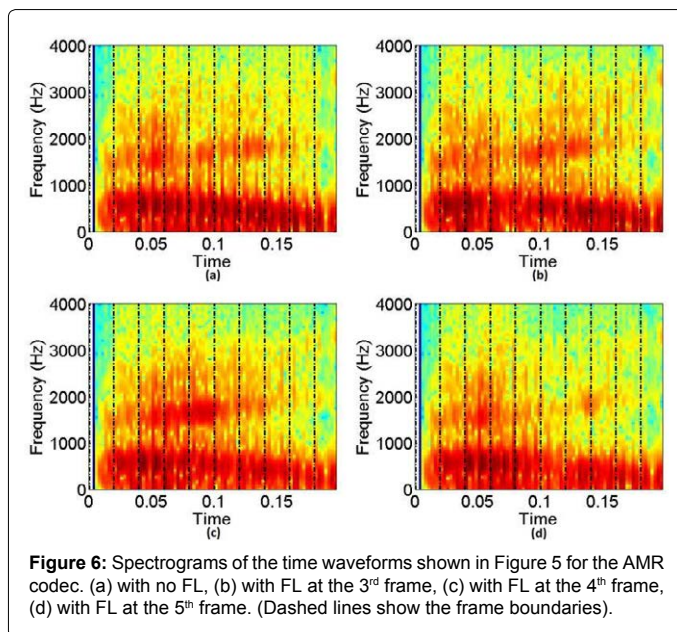 4000
3000
2000
1000
0
Frequency (Hz)
0 0.05 0.1 0.15
Time
(a)
4000
3000
2000
1000
0
Frequency (Hz)
0 0.05 0.1 0.15
Time
(b)
4000
3000
2000
1000
0
Frequency (Hz)
0 0.05 0.1 0.15
Time
(c)
4000
3000
2000
1000
0
Frequency (Hz)
0 0.05 0.1 0.15
Time
(d)
Figure 6: Spectrograms of the time waveforms shown in Figure 5 for the AMR
codec. (a) with no FL, (b) with FL at the 3rd frame, (c) with FL at the 4th frame,
(d) with FL at the 5th frame. (Dashed lines show the frame boundaries).